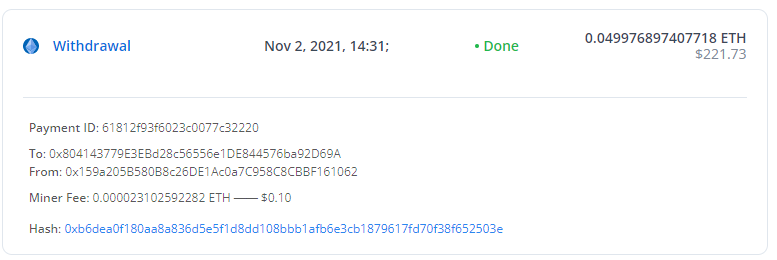 Withdrawal Nov 2, 2021, 14:31; • Done 0.049976897407718 ETH
$221.73
Payment ID: 61812f93f6023c0077c32220
To: 0x804143779E3EBd28c56556e1DE844576ba92D69A
From: 0x159a205B580B8c26DE1Ac0a7C958C8CBBF161062
Miner Fee: 0.000023102592282 ETH —— $0.10
Hash: 0xb6dea0f180aa8a836d5e5f1d8dd108bbb1afb6e3cb1879617fd70f38f652503e